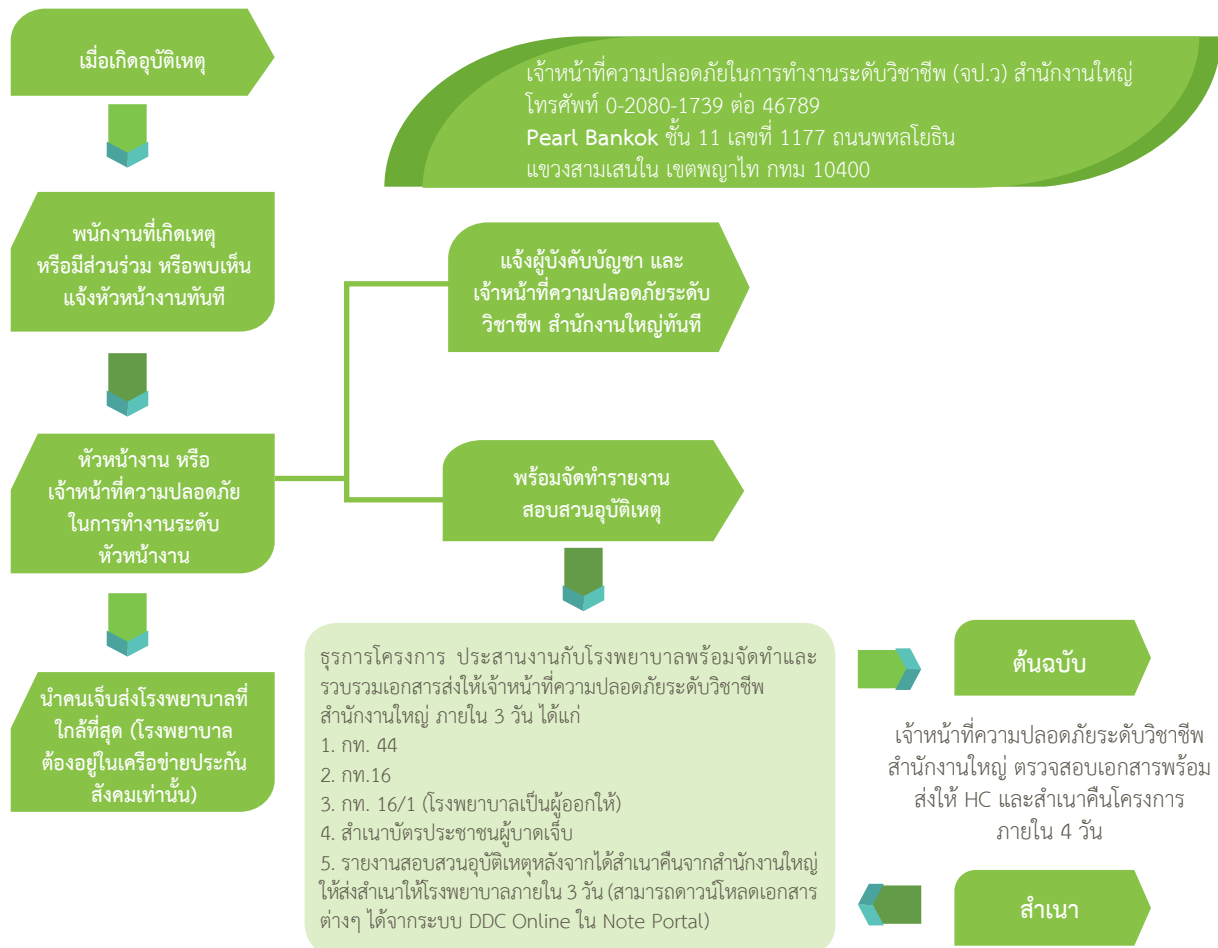 เมื่อเกิดอุบัติเหตุ
เจ้าหน้าที่ความปลอดภัยในการทำงานระดับวิชาชีพ (จป.ว) สำนักงานใหญ่
โทรศัพท์ 0-2080-1739 ต่อ 46789
Pearl Bankok ชั้น 11 เลขที่ 1177 ถนนพหลโยธิน
แขวงสามเสนใน เขตพญาไท กทม 10400
พนักงานที่เกิดเหตุ
หรือมีส่วนร่วม หรือพบเห็น
แจ้งหัวหน้างานทันที
แจ้งผู้บังคับบัญชา และ
เจ้าหน้าที่ความปลอดภัยระดับ
วิชาชีพ สำนักงานใหญ่ทันที
หัวหน้างาน หรือ
เจ้าหน้าที่ความปลอดภัย
ในการทำงานระดับ
หัวหน้างาน
พร้อมจัดทำรายงาน
สอบสวนอุบัติเหตุ
นำคนเจ็บส่งโรงพยาบาลที่
ใกล้ที่สุด (โรงพยาบาล
ต้องอยู่ในเครือข่ายประกัน
สังคมเท่านั้น)
ธุรการโครงการ ประสานงานกับโรงพยาบาลพร้อมจัดทำและ
รวบรวมเอกสารส่งให้เจ้าหน้าที่ความปลอดภัยระดับวิชาชีพ
สำนักงานใหญ่ ภายใน 3 วัน ได้แก่
1. กท. 44
2. กท.16
3. กท. 16/1 (โรงพยาบาลเป็นผู้ออกให้)
4. สำเนาบัตรประชาชนผู้บาดเจ็บ
5. รายงานสอบสวนอุบัติเหตุหลังจากได้สำเนาคืนจากสำนักงานใหญ่
ให้ส่งสำเนาให้โรงพยาบาลภายใน 3 วัน (สามารถดาวน์โหลดเอกสาร
ต่างๆ ได้จากระบบ DDC Online ใน Note Portal)
ต้นฉบับ
เจ้าหน้าที่ความปลอดภัยระดับวิชาชีพ
สำนักงานใหญ่ ตรวจสอบเอกสารพร้อม
ส่งให้ HC และสำเนาคืนโครงการ
ภายใน 4 วัน
สำเนา